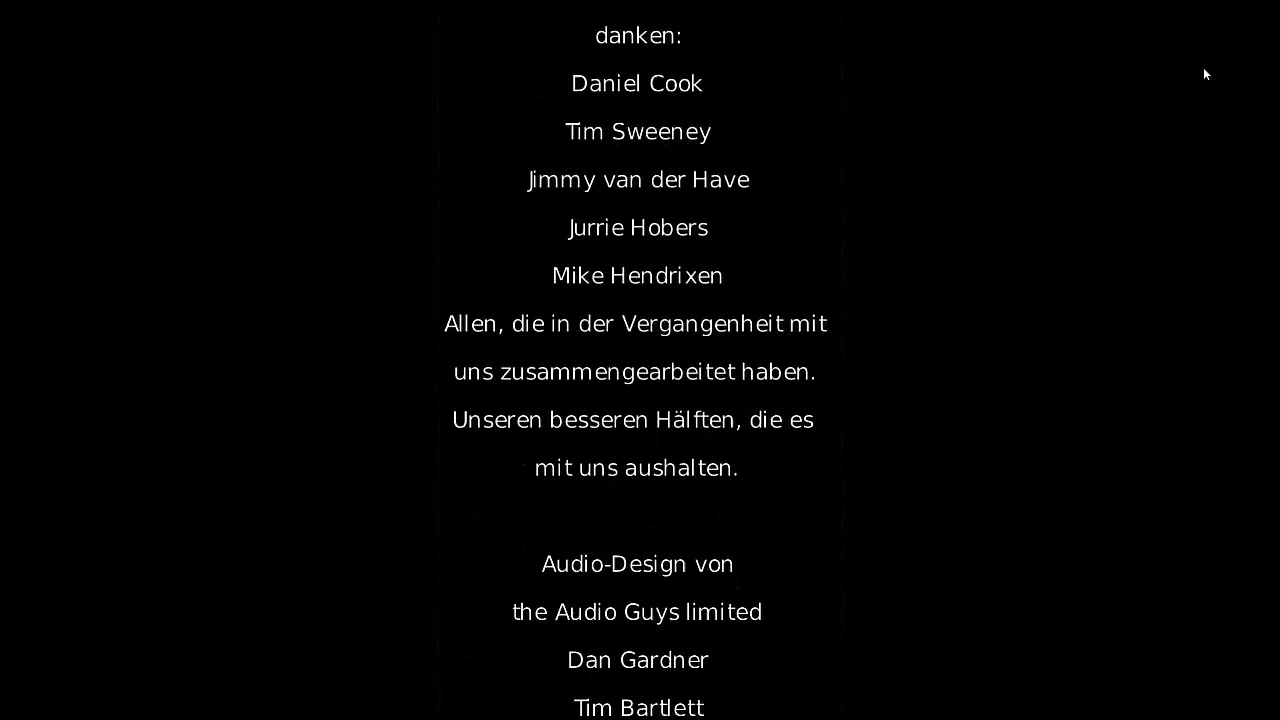 danken:
Daniel Cook
Tim Sweeney
Jimmy van der Have
Jurrie Hobers
Mike Hendrixen
Allen, die in der Vergangenheit mit
uns zusammengearbeitet haben.
Unseren besseren Hälften, die es
mit uns aushalten.
Audio-Design von
the Audio Guys limited
Dan Gardner
Tim Bartlett